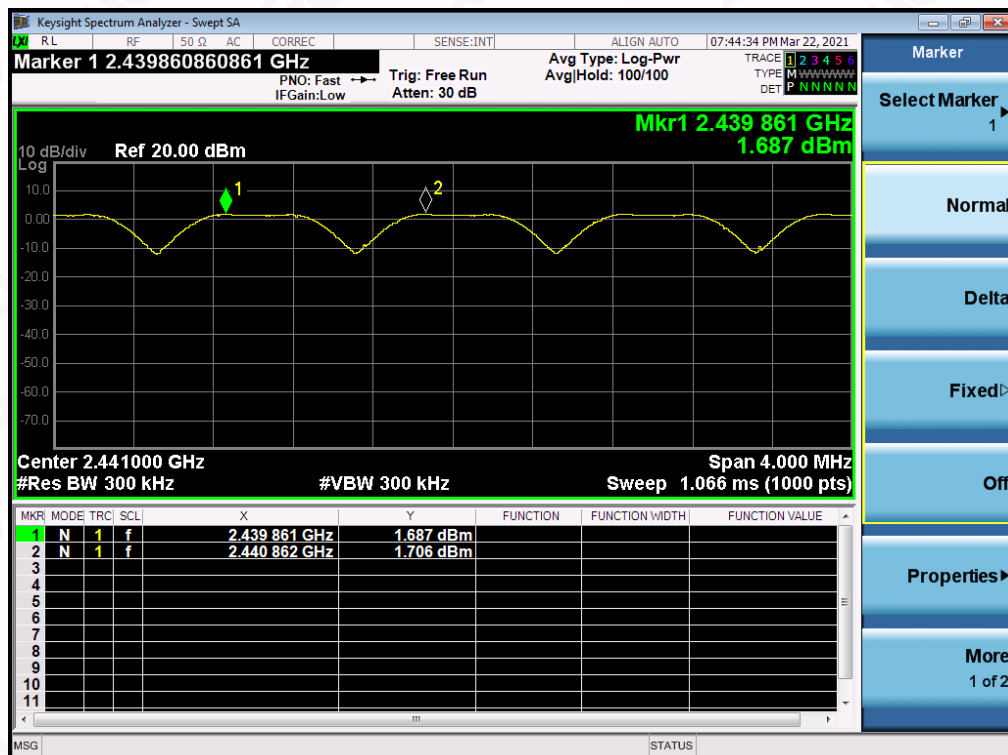 Keysight Spectrum Analyzer - Swept SA
LXI RL RF 50 Ω AC CORREC SENSE:INT ALIGN AUTO 07:44:34 PM Mar 22, 2021
Marker 1 2.439860860861 GHz
PNO: Fast
IFGain:Low
Trig: Free Run
Atten: 30 dB
Avg Type: Log-Pwr
Avg|Hold: 100/100
TRACE 1 2 3 4 5 6
TYPE M WWWWW
DET P N N N N N
Mkr1 2.439 861 GHz
1.687 dBm
10 dB/div Ref 20.00 dBm
Log
10.0
0.00
-10.0
-20.0
-30.0
-40.0
-50.0
-60.0
-70.0
1
2
Center 2.441000 GHz Span 4.000 MHz
#Res BW 300 kHz #VBW 300 kHz Sweep 1.066 ms (1000 pts)
MKR MODE TRC SCL X Y FUNCTION FUNCTION WIDTH FUNCTION VALUE
1 N 1 f 2.439 861 GHz 1.687 dBm
2 N 1 f 2.440 862 GHz 1.706 dBm
3
4
5
6
7
8
9
10
11
MSG STATUS
Marker
Select Marker
1
Normal
Delta
Fixed
Off
Properties
More
1 of 2